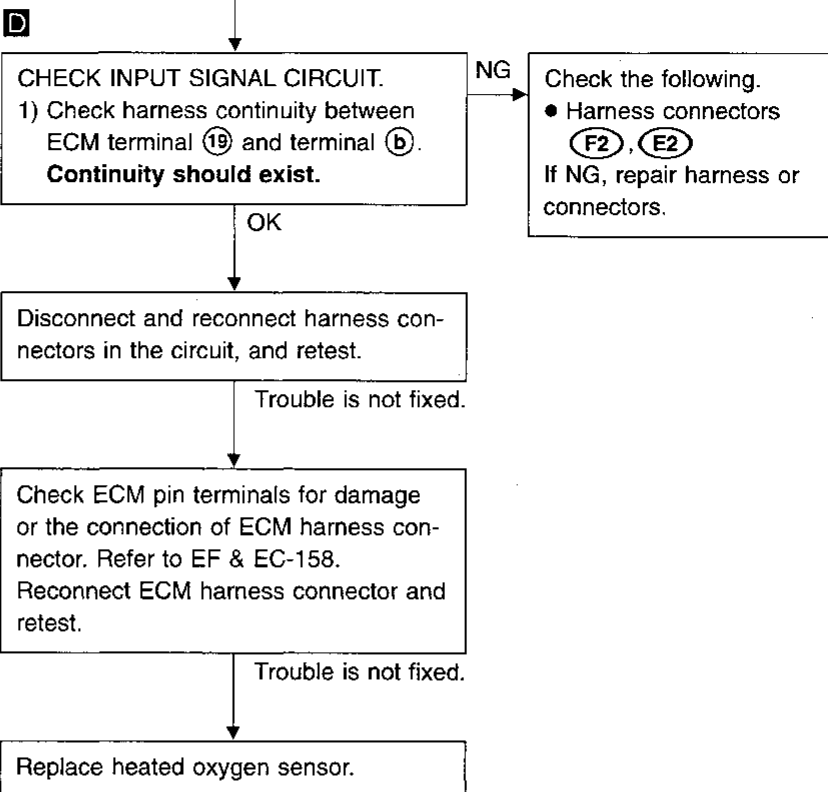 D
CHECK INPUT SIGNAL CIRCUIT.
1) Check harness continuity between
ECM terminal 19 and terminal b.
Continuity should exist.
NG
Check the following.
● Harness connectors
F2, E2
If NG, repair harness or
connectors.
OK
Disconnect and reconnect harness con-
nectors in the circuit, and retest.
Trouble is not fixed.
Check ECM pin terminals for damage
or the connection of ECM harness con-
nector. Refer to EF & EC-158.
Reconnect ECM harness connector and
retest.
Trouble is not fixed.
Replace heated oxygen sensor.